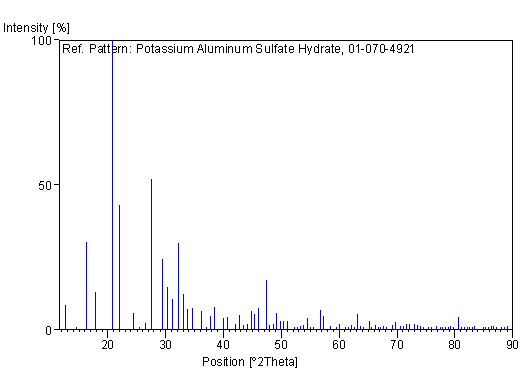 Intensity [%]
100
Ref. Pattern: Potassium Aluminum Sulfate Hydrate, 01-070-4921
50
0
20 30 40 50 60 70 80 90
Position [°2Theta]